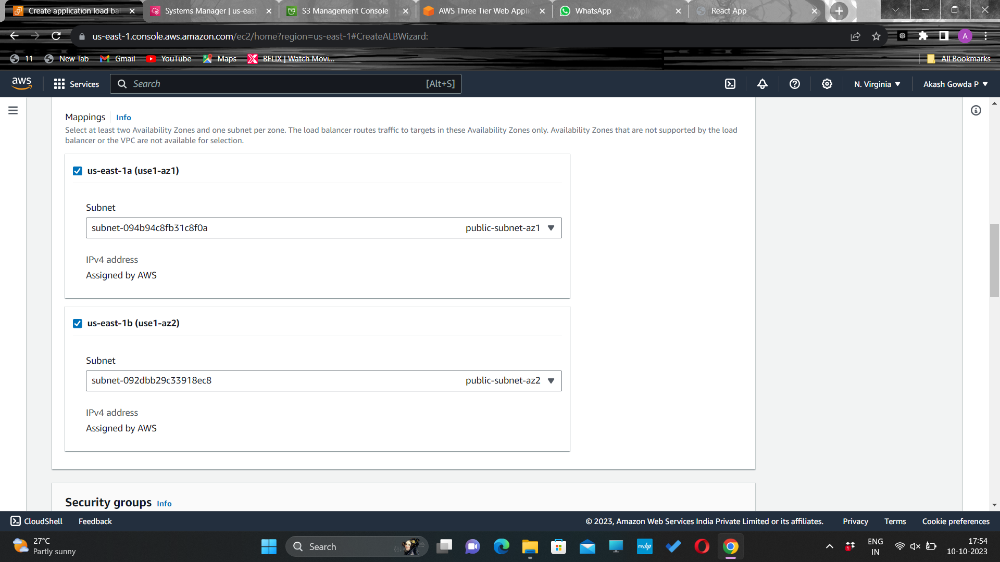 Create application load ba
Systems Manager | us-east
S3 Management Console
AWS Three Tier Web Applic
WhatsApp
React App
us-east-1.console.aws.amazon.com/ec2/home?region=us-east-1#CreateALBWizard:
A
11
New Tab
Gmail
YouTube
Maps
BFLIX | Watch Movi...
All Bookmarks
aws
Services
Search
[Alt+S]
N. Virginia
Akash Gowda P
Mappings
Info
Select at least two Availability Zones and one subnet per zone. The load balancer routes traffic to targets in these Availability Zones only. Availability Zones that are not supported by the load
balancer or the VPC are not available for selection.
us-east-1a (use1-az1)
Subnet
subnet-094b94c8fb31c8f0a
public-subnet-az1
IPv4 address
Assigned by AWS
us-east-1b (use1-az2)
Subnet
subnet-092dbb29c33918ec8
public-subnet-az2
IPv4 address
Assigned by AWS
Security groups
Info
CloudShell
Feedback
© 2023, Amazon Web Services India Private Limited or its affiliates.
Privacy
Terms
Cookie preferences
27°C
Partly sunny
Search
myhp
1
ENG
IN
17:54
10-10-2023